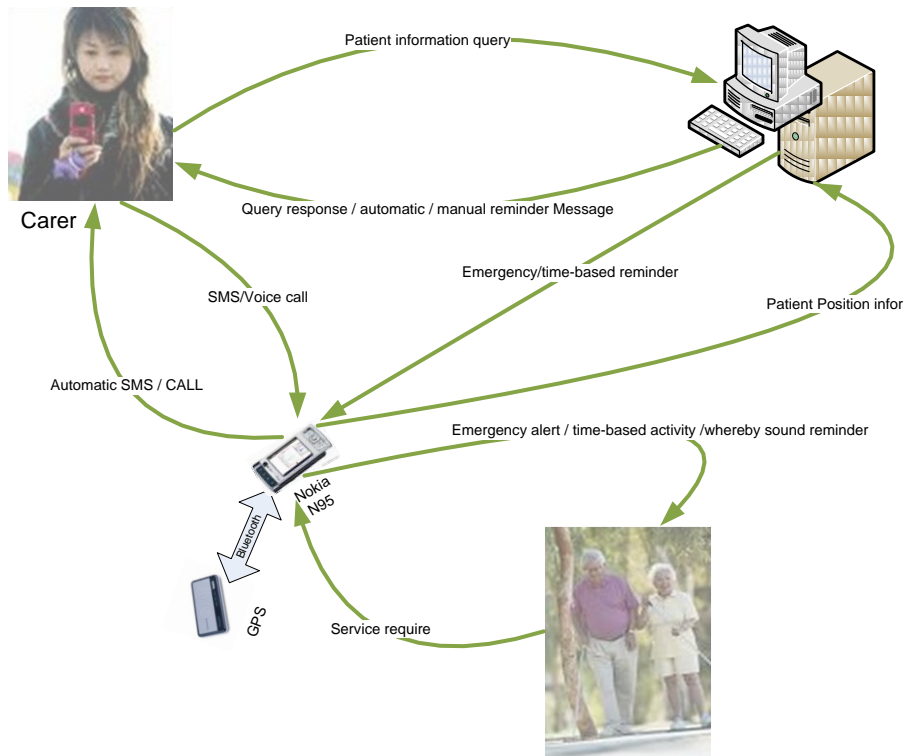 Patient information query
Carer
Query response / automatic / manual reminder Message
Emergency/time-based reminder
SMS/Voice call
Patient Position infor
Automatic SMS / CALL
Emergency alert / time-based activity /whereby sound reminder
Nokia
N95
Bluetooth
GPS
Service require